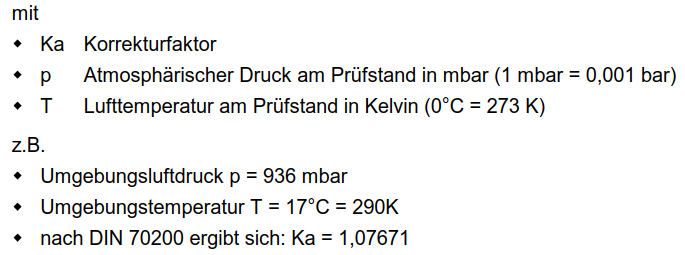 mit
◆ Ka Korrekturfaktor
◆ p Atmosphärischer Druck am Prüfstand in mbar (1 mbar = 0,001 bar)
◆ T Lufttemperatur am Prüfstand in Kelvin (0°C = 273 K)
z.B.
◆ Umgebungsluftdruck p = 936 mbar
◆ Umgebungstemperatur T = 17°C = 290K
◆ nach DIN 70200 ergibt sich: Ka = 1,07671